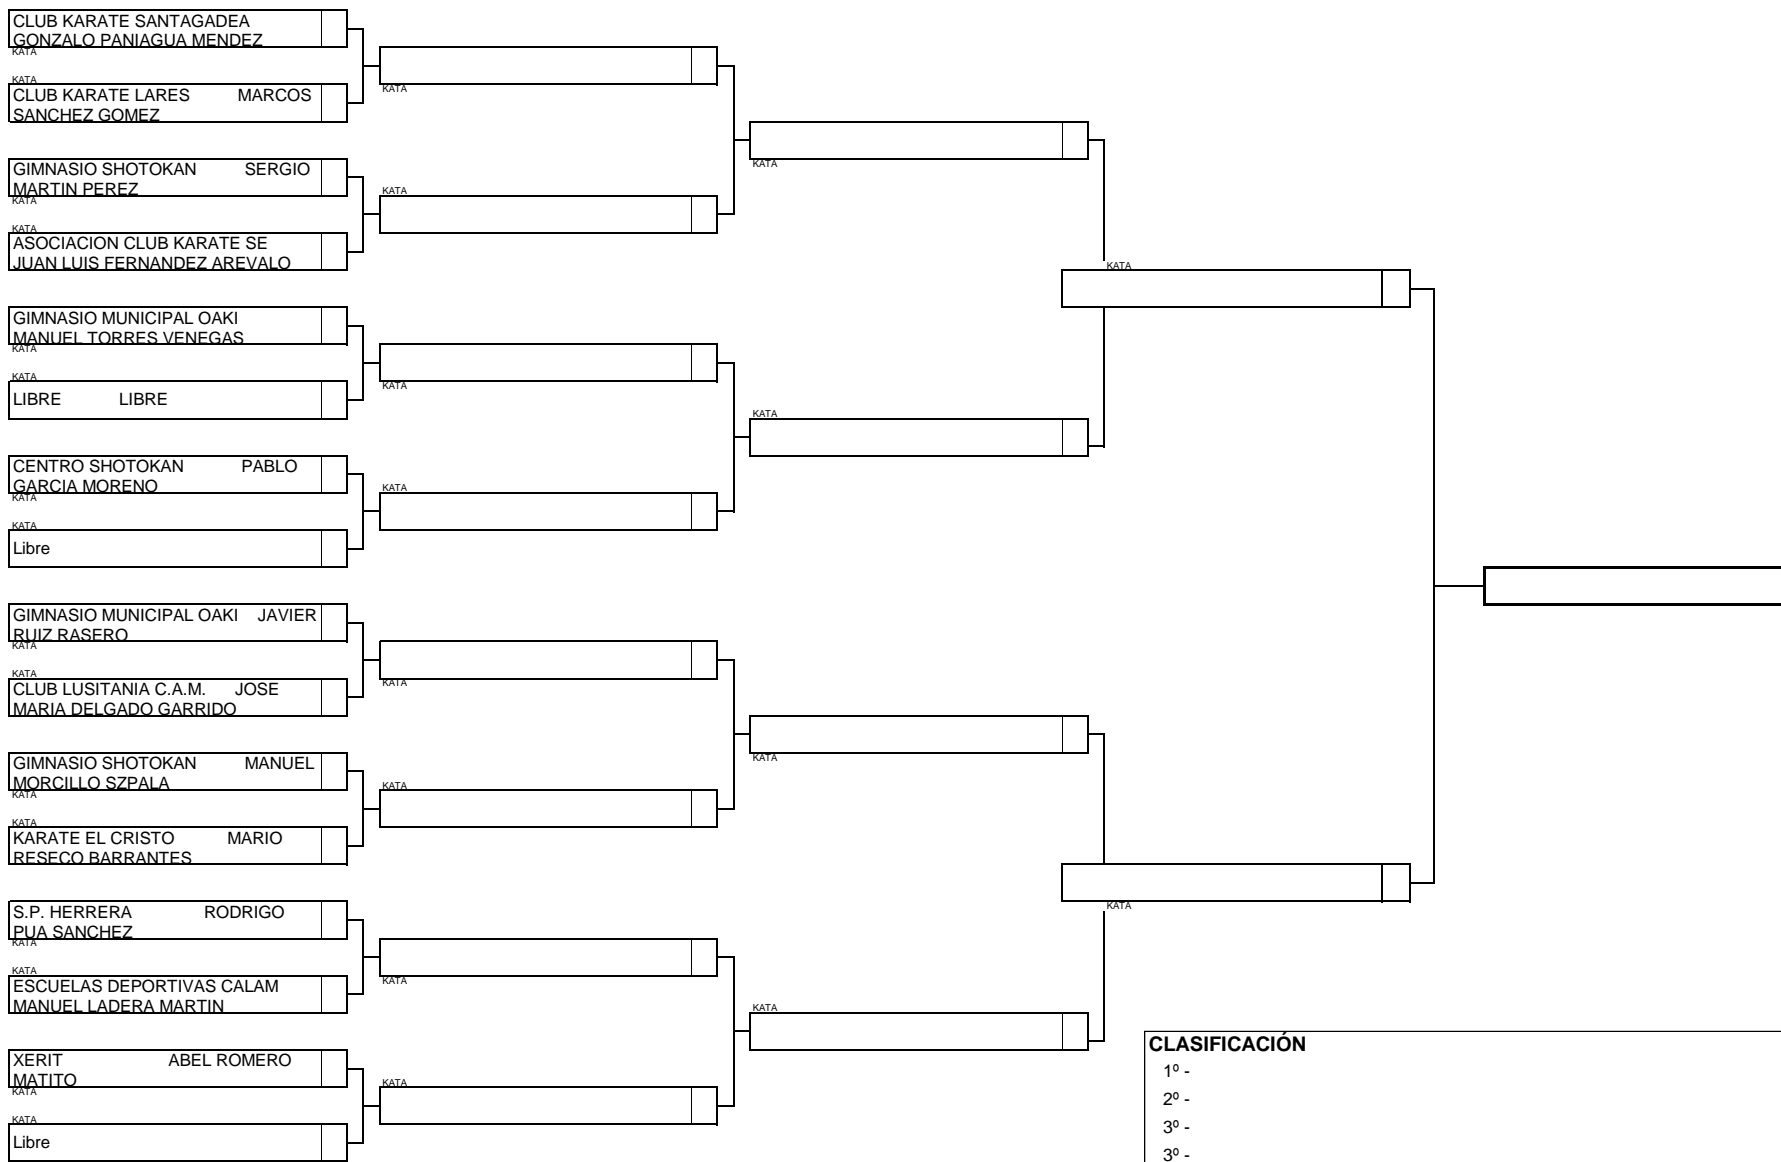 CLUB KARATE SANTAGADEA
GONZALO PANIAGUA MENDEZ
KATA
KATA
CLUB KARATE LARES MARCOS
SANCHEZ GOMEZ
GIMNASIO SHOTOKAN SERGIO
MARTIN PEREZ
KATA
KATA
ASOCIACION CLUB KARATE SE
JUAN LUIS FERNANDEZ AREVALO
GIMNASIO MUNICIPAL OAKI
MANUEL TORRES VENEGAS
KATA
KATA
LIBRE LIBRE
CENTRO SHOTOKAN PABLO
GARCIA MORENO
KATA
KATA
Libre
GIMNASIO MUNICIPAL OAKI JAVIER
RUIZ RASERO
KATA
KATA
CLUB LUSITANIA C.A.M. JOSE
MARIA DELGADO GARRIDO
GIMNASIO SHOTOKAN MANUEL
MORCILLO SZPALA
KATA
KATA
KARATE EL CRISTO MARIO
RESECO BARRANTES
S.P. HERRERA RODRIGO
PUA SANCHEZ
KATA
KATA
ESCUELAS DEPORTIVAS CALAM
MANUEL LADERA MARTIN
XERIT ABEL ROMERO
MATITO
KATA
KATA
Libre
KATA
KATA
KATA
KATA
KATA
KATA
KATA
KATA
KATA
KATA
KATA
KATA
KATA
KATA
CLASIFICACIÓN
1º -
2º -
3º -
3º -